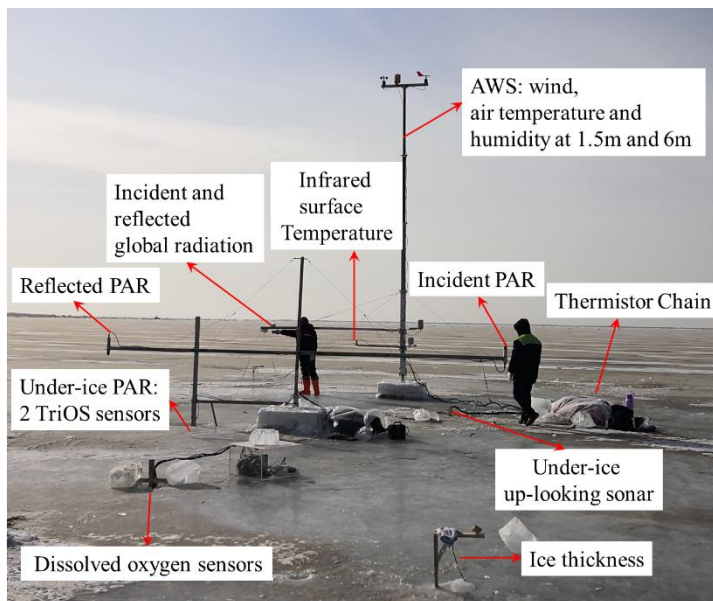 AWS: wind,
air temperature and
humidity at 1.5m and 6m
Incident and
reflected
global radiation
Infrared
surface
Temperature
Reflected PAR
Incident PAR
Thermistor Chain
Under-ice PAR:
2 TriOS sensors
Under-ice
up-looking sonar
Dissolved oxygen sensors
Ice thickness